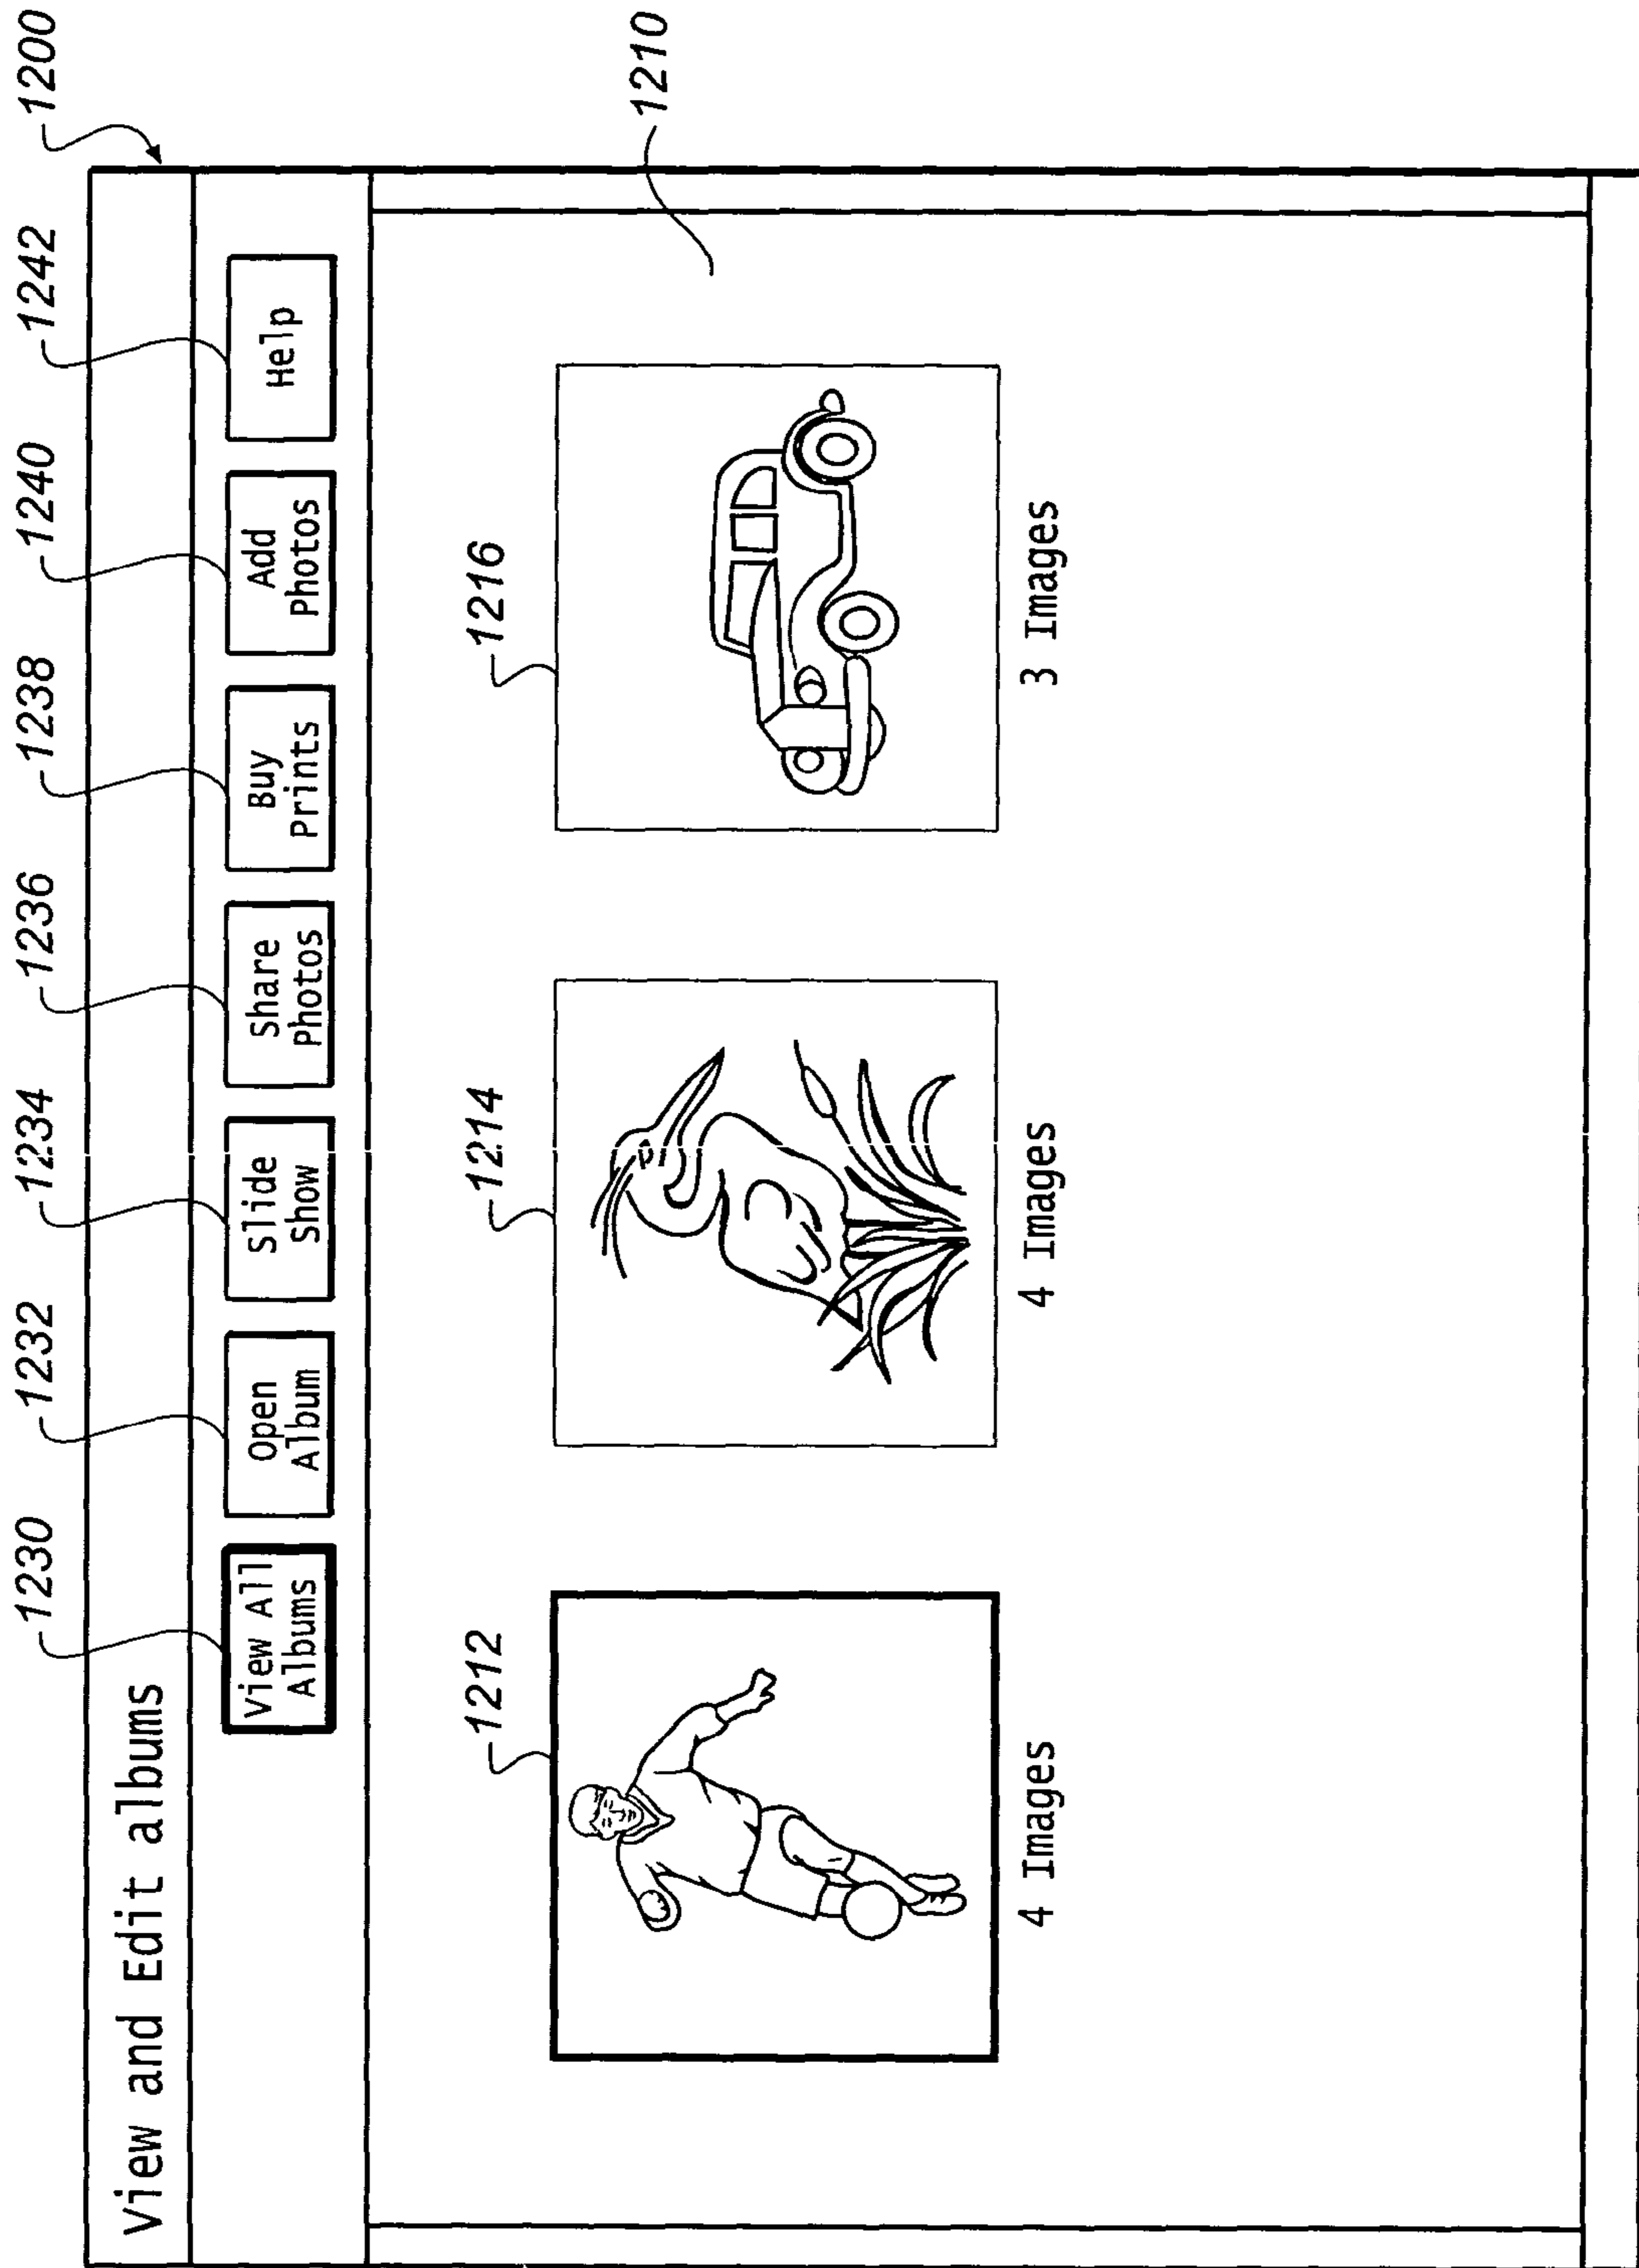 1200
View and Edit albums
1230
1232
1234
1236
1238
1240
1242
View All
Albums
Open
Album
Slide
Show
Share
Photos
Buy
Prints
Add
Photos
Help
1210
1212
1214
1216
4 Images
4 Images
3 Images